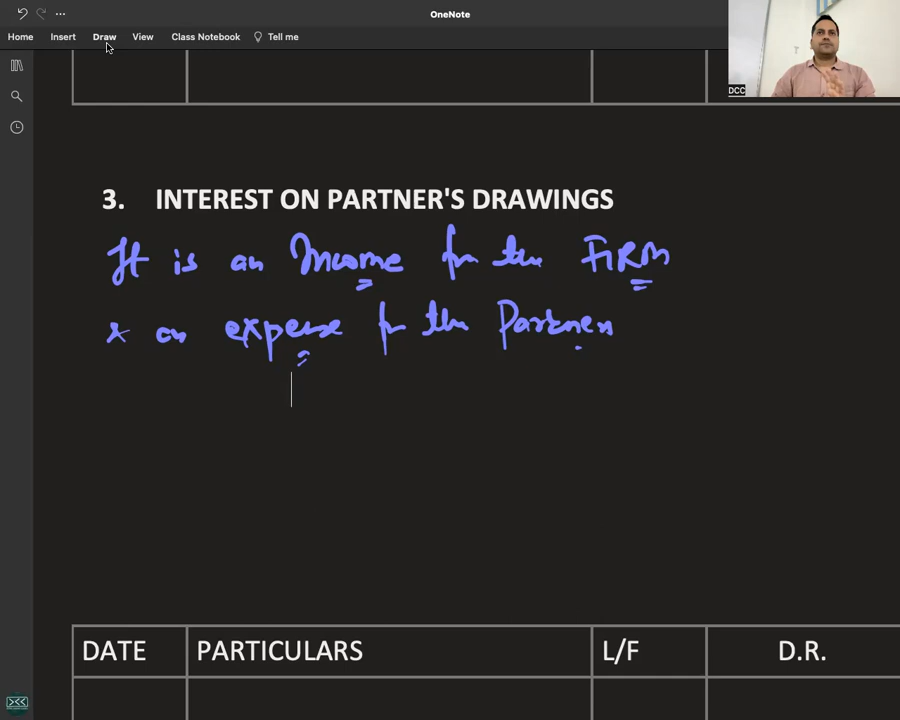 OneNote
Home Insert Draw View Class Notebook Tell me
DCC
3. INTEREST ON PARTNER'S DRAWINGS
It is an Income for the FIRM
& an expense for the Partners
DATE PARTICULARS L/F D.R.